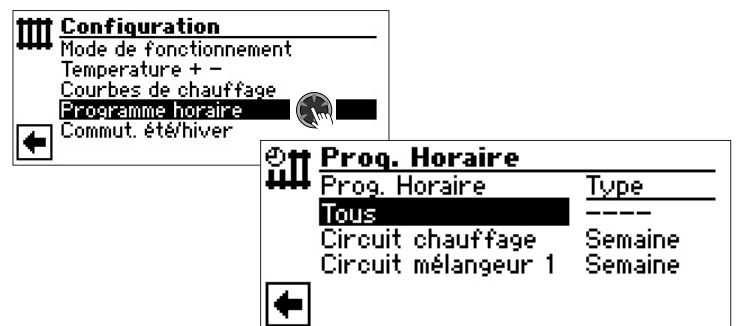 Configuration
Mode de fonctionnement
Temperature + −
Courbes de chauffage
Programme horaire
Commut. été/hiver
Prog. Horaire
Prog. Horaire Type
Tous ----
Circuit chauffage Semaine
Circuit mélangeur 1 Semaine